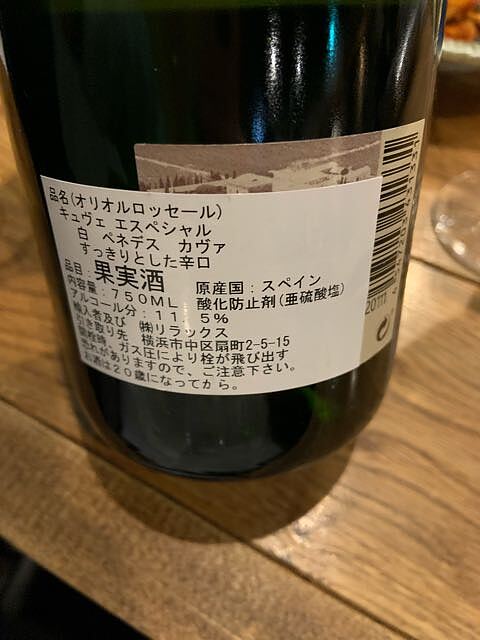 品名(オリオルロッセール)
キュヴェ エスペシャル
白 ペネデス カヴァ
すっきりとした辛口
品目:果実酒 原産国:スペイン
内容量:750ML 酸化防止剤(亜硫酸塩)
アルコール分:11.5%
輸入者及び ㈱リラックス
引き取り先 横浜市中区扇町2-5-15
開栓時、ガス圧により栓が飛び出す
恐れがありますので、ご注意下さい。
お酒は20歳になってから。
20111